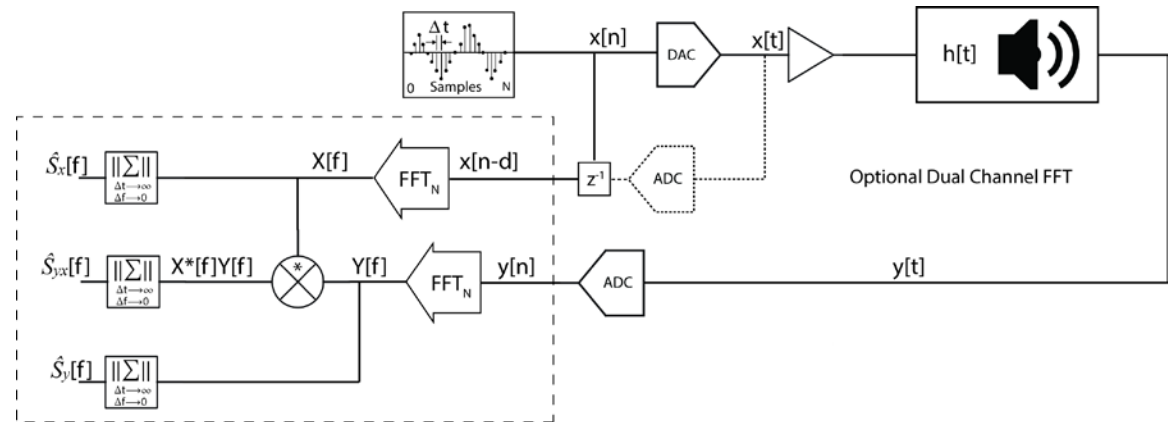 Δt
0 Samples N
x[n]
DAC
x[t]
h[t]
Ŝx[f]
||∑||
Δt→∞
Δf→0
X[f]
FFTN
x[n-d]
z⁻¹
ADC
Optional Dual Channel FFT
Ŝyx[f]
||∑||
Δt→∞
Δf→0
X*[f]Y[f]
*
Y[f]
FFTN
y[n]
ADC
y[t]
Ŝy[f]
||∑||
Δt→∞
Δf→0